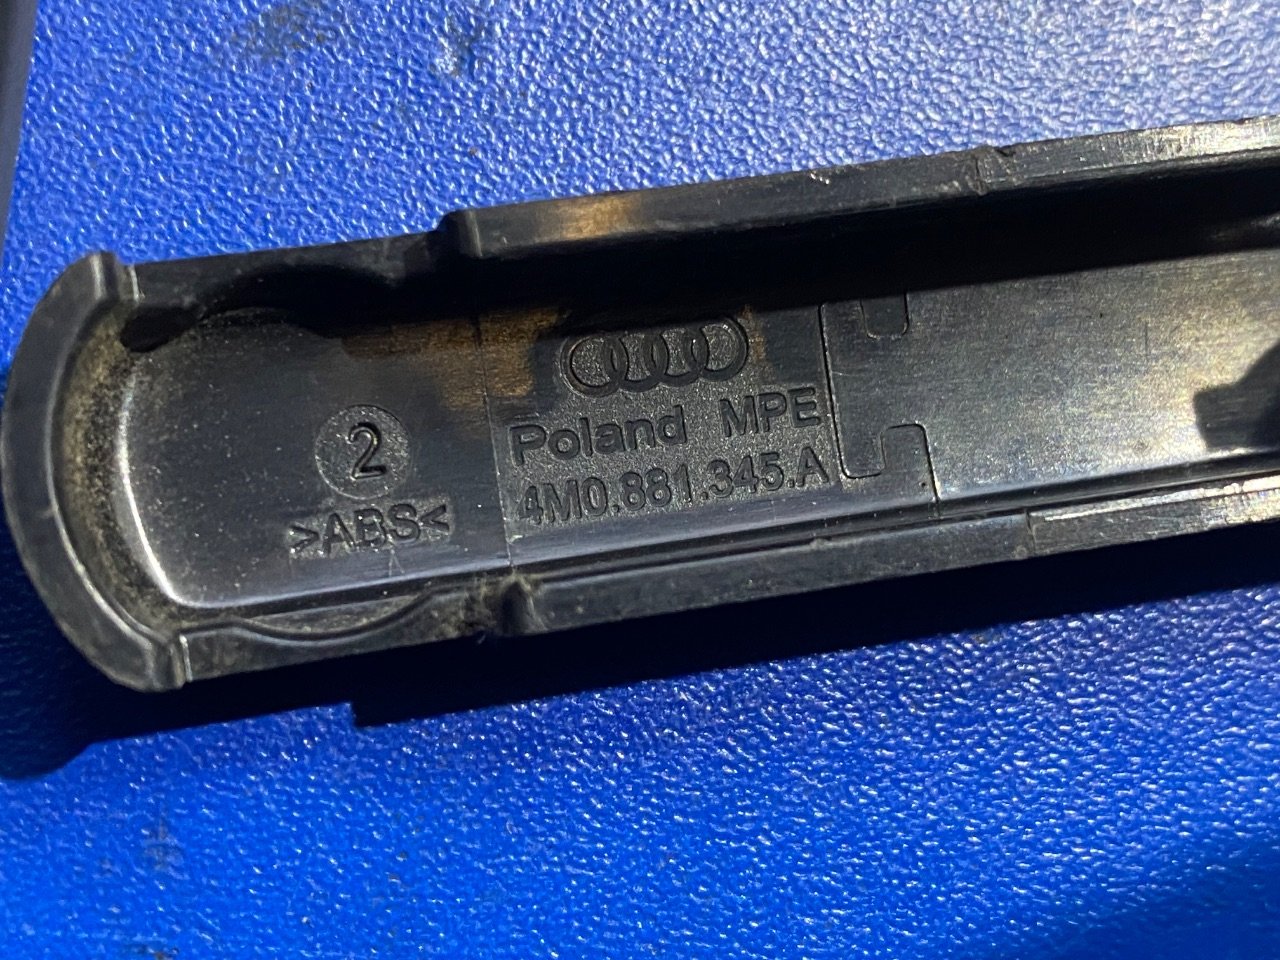 2
>ABS<
Poland MPE
4M0.881.345.A